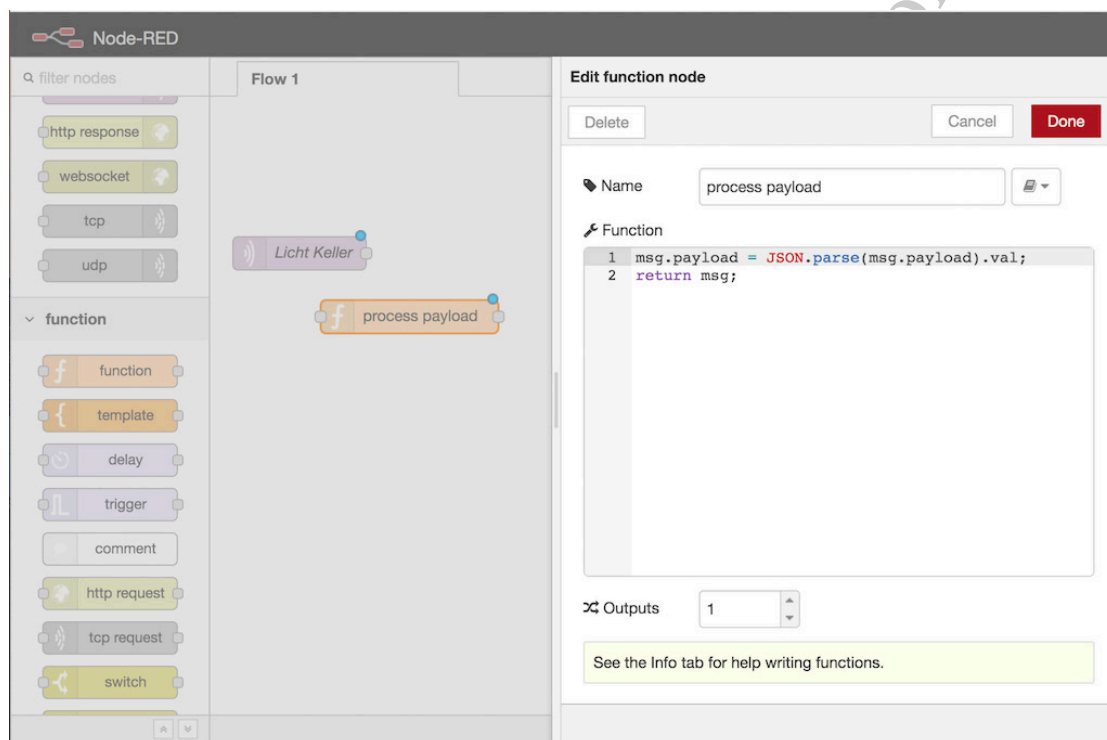 Node-RED
filter nodes
Flow 1
http response
websocket
tcp
udp
function
function
template
delay
trigger
comment
http request
tcp request
switch
Licht Keller
process payload
Edit function node
Delete
Cancel
Done
Name
process payload
Function
1 msg.payload = JSON.parse(msg.payload).val;
2 return msg;
Outputs
1
See the Info tab for help writing functions.